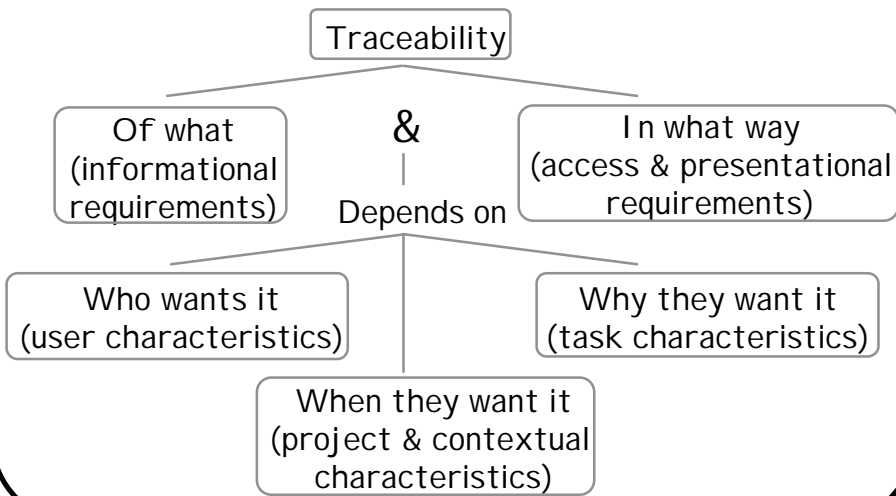 Traceability
Of what
(informational
requirements)
&
In what way
(access & presentational
requirements)
Depends on
Who wants it
(user characteristics)
Why they want it
(task characteristics)
When they want it
(project & contextual
characteristics)